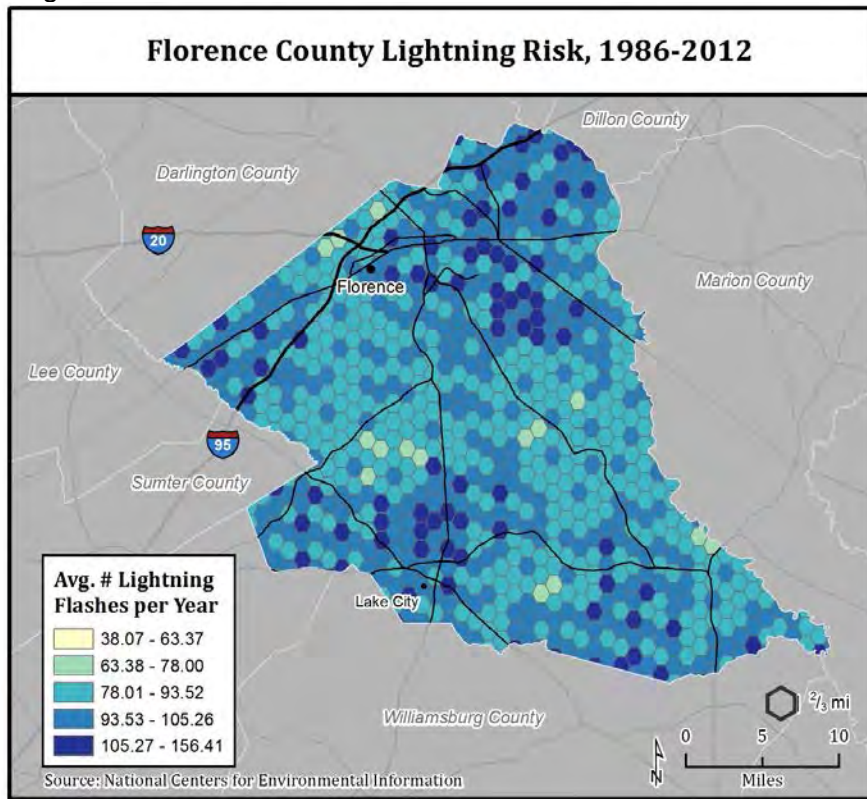 Florence County Lightning Risk, 1986-2012
Dillon County
Darlington County
20
Marion County
Florence
Lee County
95
Sumter County
Avg. # Lightning
Flashes per Year
38.07 - 63.37
63.38 - 78.00
78.01 - 93.52
93.53 - 105.26
105.27 - 156.41
Lake City
Williamsburg County
2/3 mi
0 5 10
Miles
N
Source: National Centers for Environmental Information